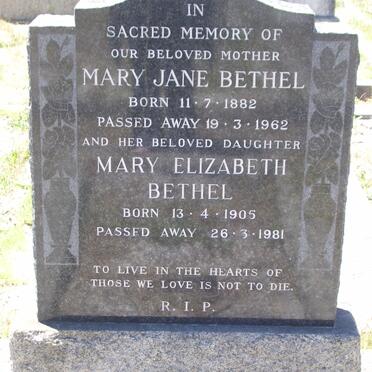 IN
SACRED MEMORY OF
OUR BELOVED MOTHER
MARY JANE BETHEL
BORN 11·7·1882
PASSED AWAY 19·3·1962
AND HER BELOVED DAUGHTER
MARY ELIZABETH
BETHEL
BORN 13·4·1905
PASSED AWAY 26·3·1981
TO LIVE IN THE HEARTS OF
THOSE WE LOVE IS NOT TO DIE.
R.I.P.